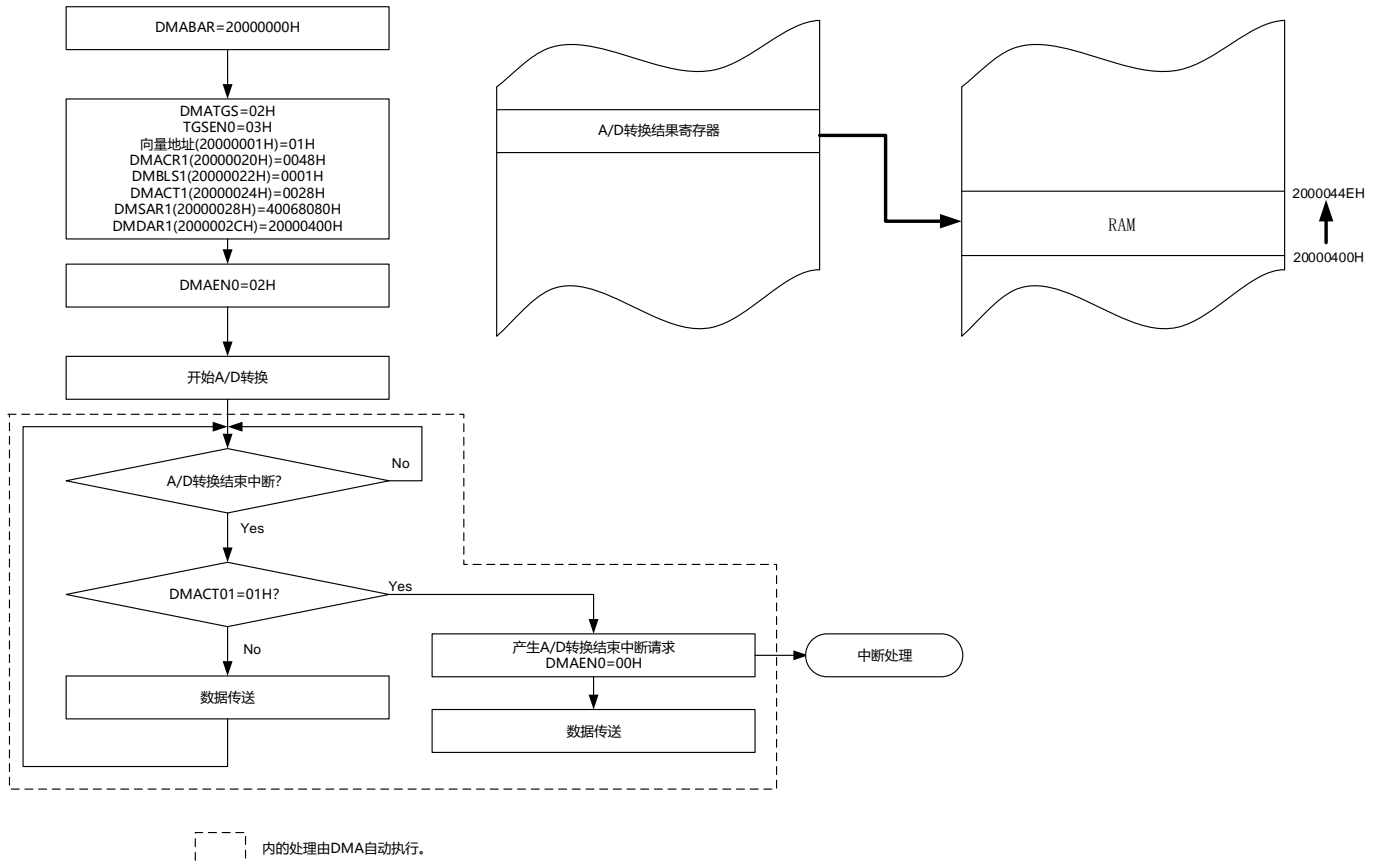 DMABAR=20000000H
DMATGS=02H
TGSEN0=03H
向量地址(20000001H)=01H
DMACR1(20000020H)=0048H
DMBLS1(20000022H)=0001H
DMACT1(20000024H)=0028H
DMSAR1(20000028H)=40068080H
DMDAR1(2000002CH)=20000400H
DMAEN0=02H
开始A/D转换
A/D转换结束中断?
No
Yes
DMACT01=01H?
Yes
No
数据传送
产生A/D转换结束中断请求
DMAEN0=00H
数据传送
中断处理
内的处理由DMA自动执行。
A/D转换结果寄存器
RAM
2000044EH
20000400H